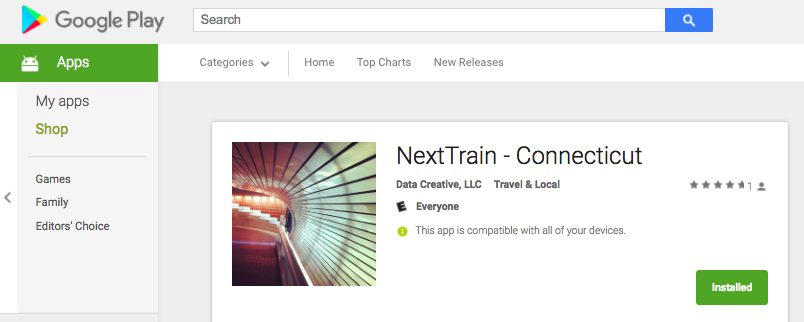 Google Play
Search
Apps
Categories Home Top Charts New Releases
My apps
Shop
Games
Family
Editors' Choice
NextTrain - Connecticut
Data Creative, LLC Travel & Local
1
E Everyone
This app is compatible with all of your devices.
Installed